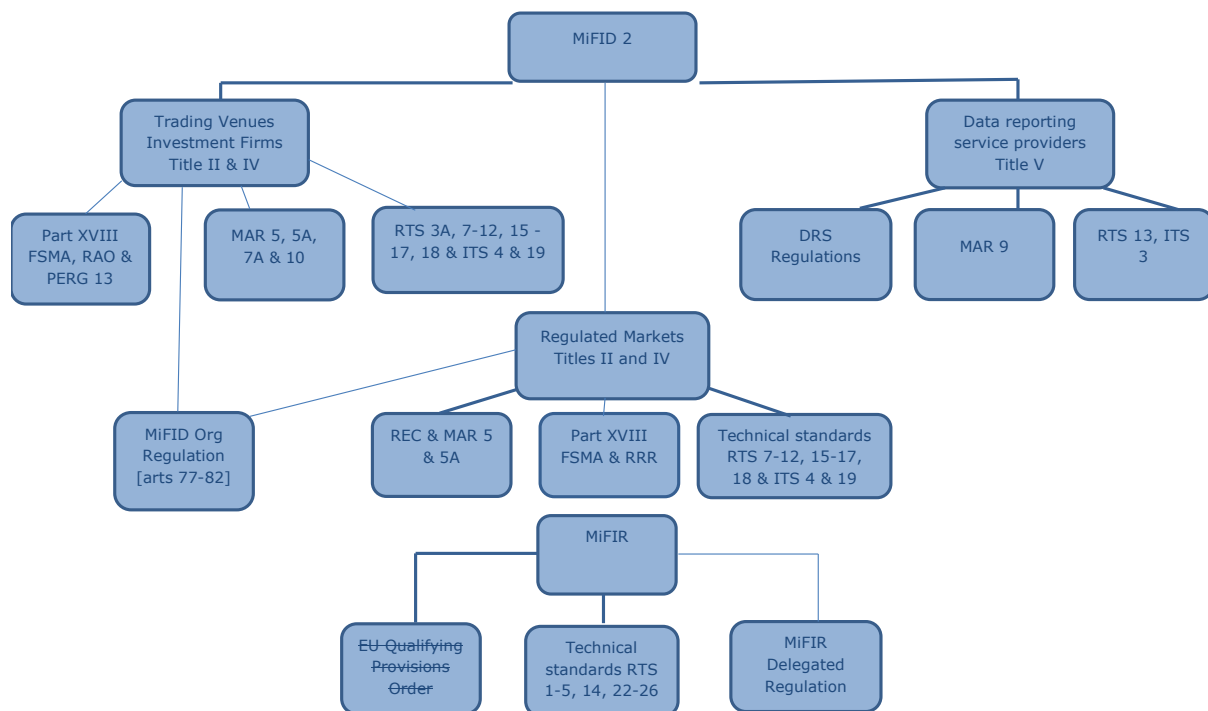 MiFID 2
Trading Venues
Investment Firms
Title II & IV
Data reporting
service providers
Title V
Part XVIII
FSMA, RAO &
PERG 13
MAR 5, 5A,
7A & 10
RTS 3A, 7-12, 15 -
17, 18 & ITS 4 & 19
DRS
Regulations
MAR 9
RTS 13, ITS
3
Regulated Markets
Titles II and IV
MiFID Org
Regulation
[arts 77-82]
REC & MAR 5
& 5A
Part XVIII
FSMA & RRR
Technical standards
RTS 7-12, 15-17,
18 & ITS 4 & 19
MiFIR
EU Qualifying
Provisions
Order
Technical
standards RTS
1-5, 14, 22-26
MiFIR
Delegated
Regulation